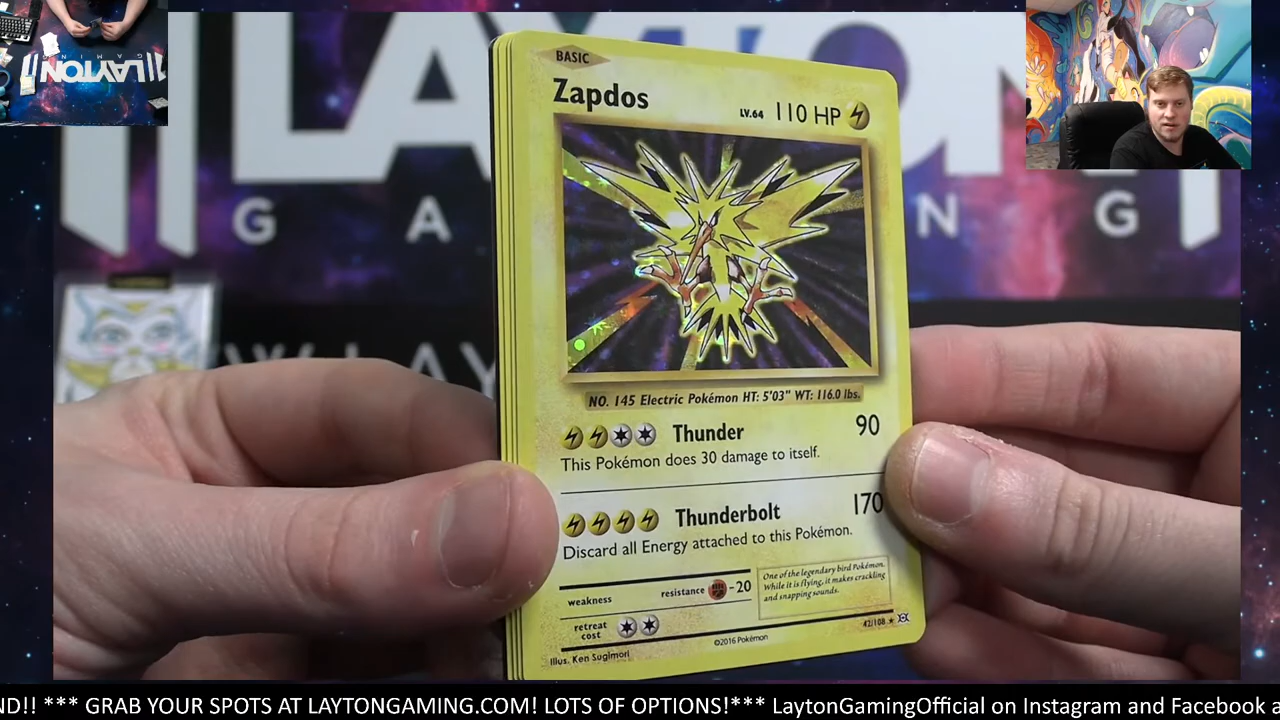 LAYTON
GAMING
BASIC
Zapdos
LV.64 110 HP
NO. 145 Electric Pokémon HT: 5'03" WT: 116.0 lbs.
Thunder 90
This Pokémon does 30 damage to itself.
Thunderbolt 170
Discard all Energy attached to this Pokémon.
weakness
resistance -20
retreat
cost
One of the legendary bird Pokémon.
While it is flying, it makes crackling
and snapping sounds.
42/108 ★
©2016 Pokémon
Illus. Ken Sugimori
ND!! *** GRAB YOUR SPOTS AT LAYTONGAMING.COM! LOTS OF OPTIONS!*** LaytonGamingOfficial on Instagram and Facebook a